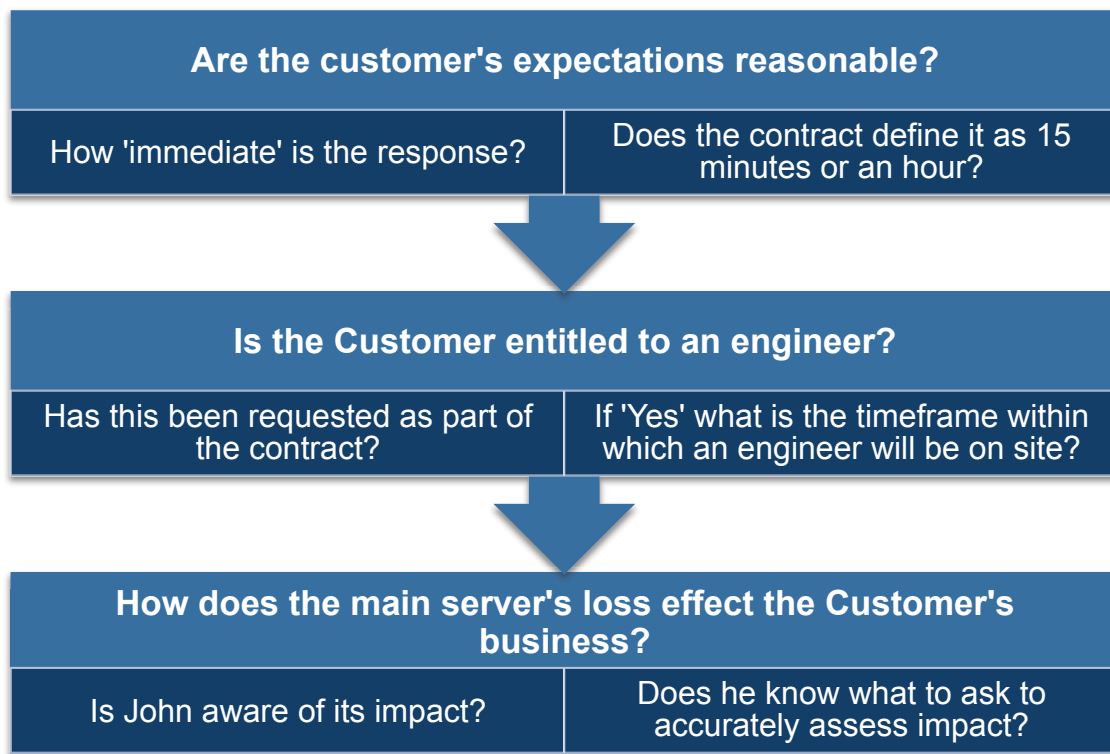 Are the customer's expectations reasonable?
How 'immediate' is the response?
Does the contract define it as 15
minutes or an hour?
Is the Customer entitled to an engineer?
Has this been requested as part of
the contract?
If 'Yes' what is the timeframe within
which an engineer will be on site?
How does the main server's loss effect the Customer's
business?
Is John aware of its impact?
Does he know what to ask to
accurately assess impact?